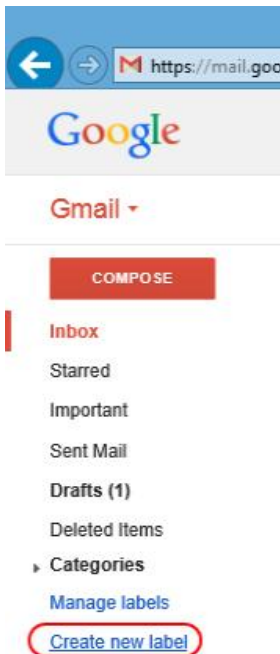 https://mail.goo
Google
Gmail
COMPOSE
Inbox
Starred
Important
Sent Mail
Drafts (1)
Deleted Items
Categories
Manage labels
Create new label